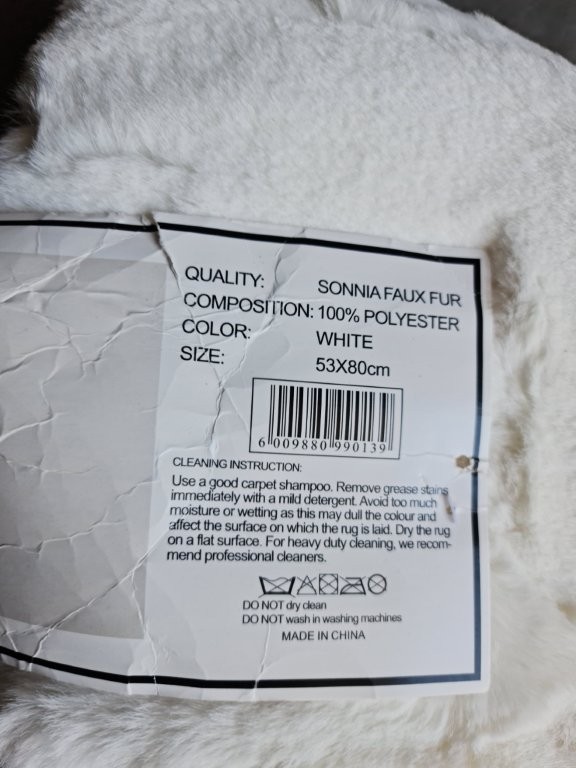 QUALITY: SONNIA FAUX FUR
COMPOSITION: 100% POLYESTER
COLOR: WHITE
SIZE: 53X80cm
6 009880 990139
CLEANING INSTRUCTION:
Use a good carpet shampoo. Remove grease stains
immediately with a mild detergent. Avoid too much
moisture or wetting as this may dull the colour and
affect the surface on which the rug is laid. Dry the rug
on a flat surface. For heavy duty cleaning, we recom-
mend professional cleaners.
DO NOT dry clean
DO NOT wash in washing machines
MADE IN CHINA